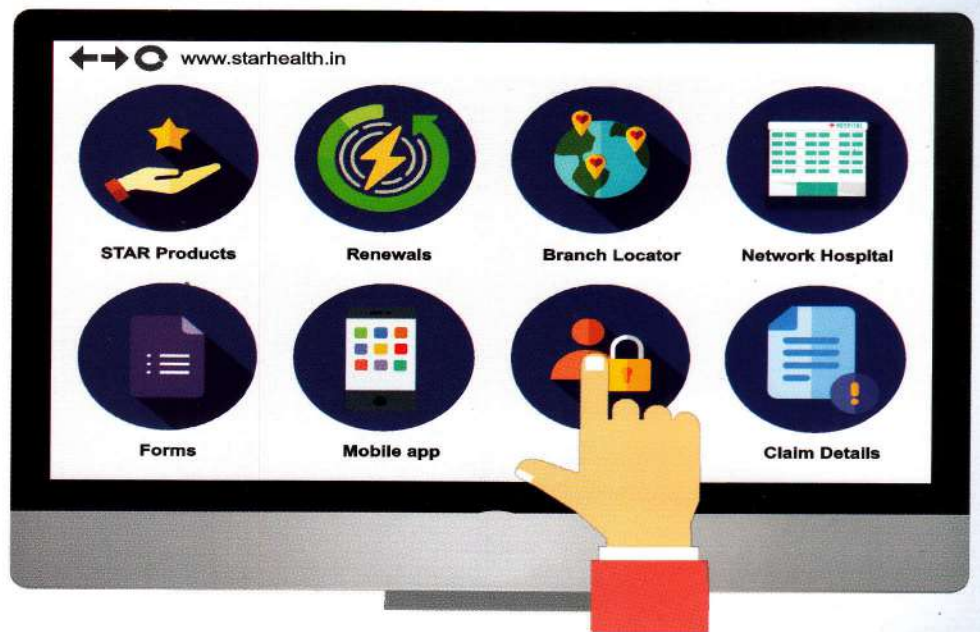 www.starhealth.in
STAR Products
Renewals
Branch Locator
Network Hospital
Forms
Mobile app
Claim Details